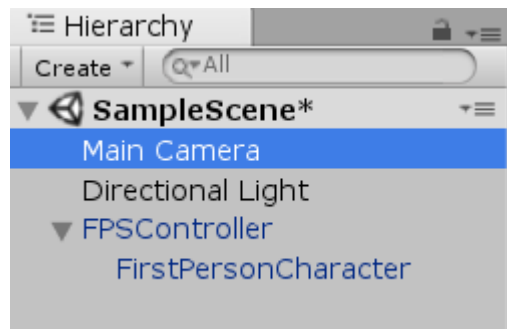 Hierarchy
Create All
SampleScene*
Main Camera
Directional Light
FPSController
FirstPersonCharacter